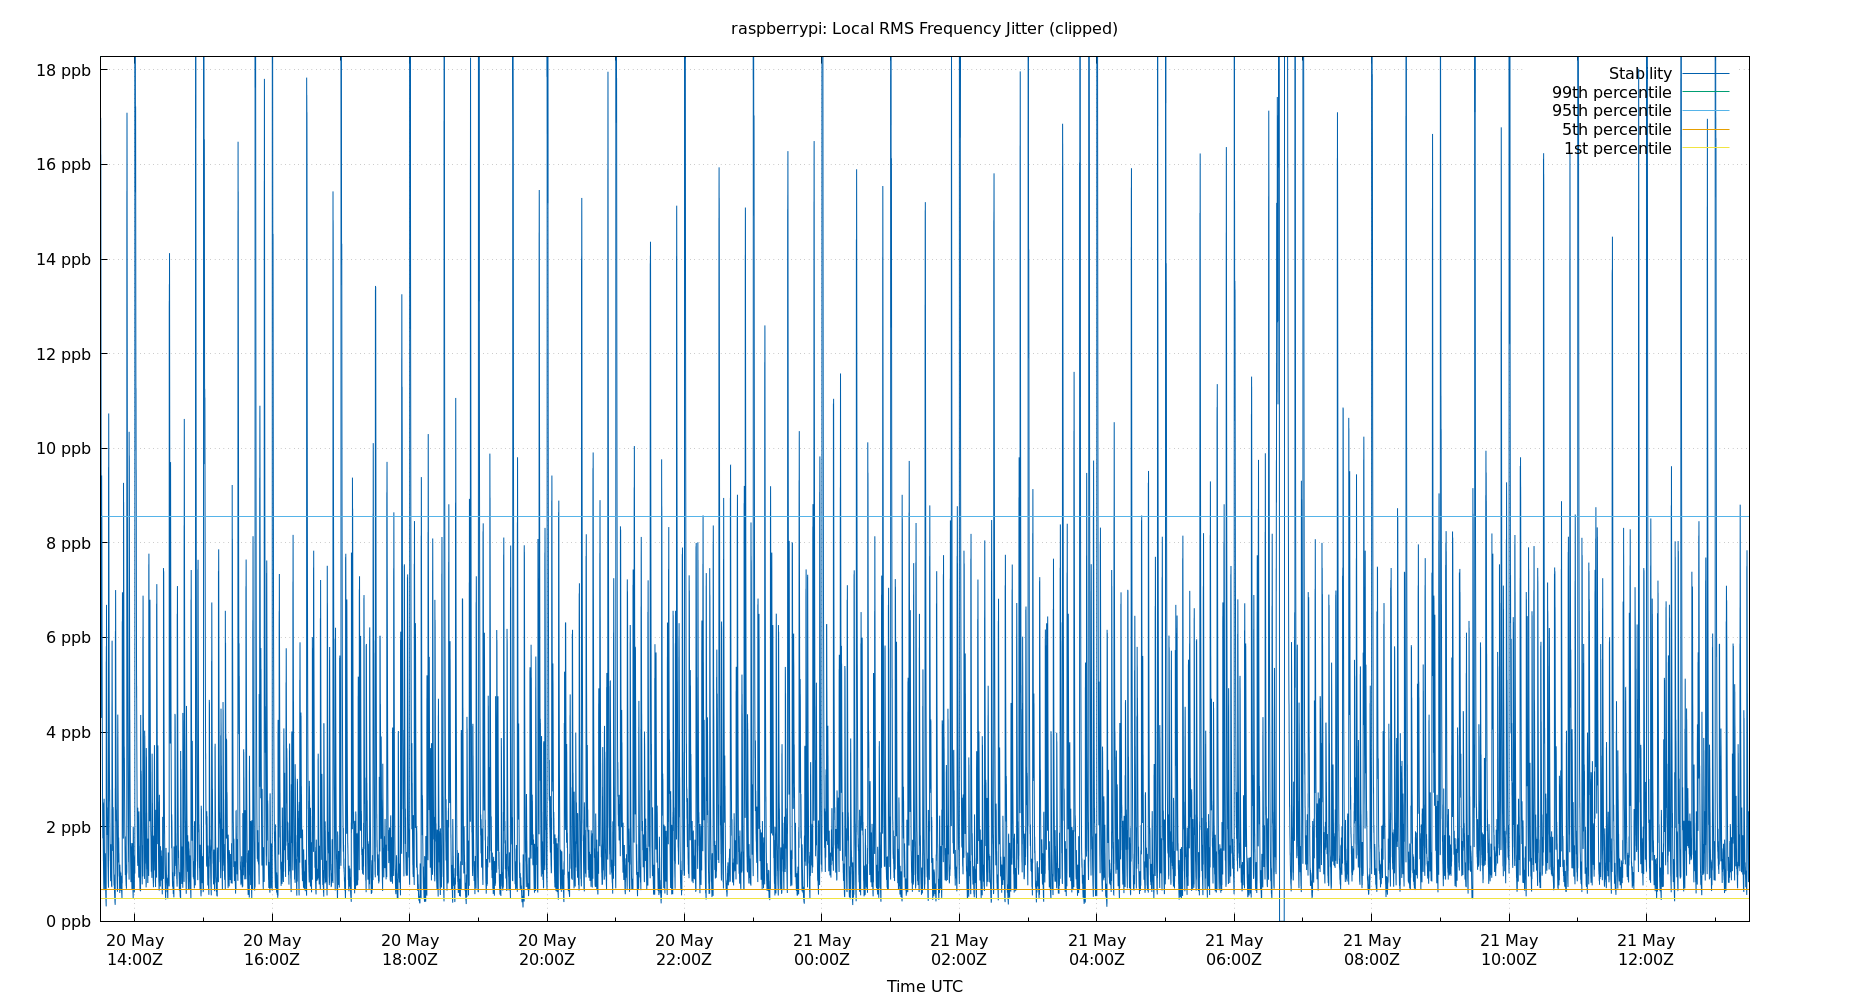 raspberrypi: Local RMS Frequency Jitter (clipped)
18 ppb
16 ppb
14 ppb
12 ppb
10 ppb
8 ppb
6 ppb
4 ppb
2 ppb
0 ppb
Stability
99th percentile
95th percentile
5th percentile
1st percentile
20 May 20 May 20 May 20 May 20 May 21 May 21 May 21 May 21 May 21 May 21 May 21 May
14:00Z 16:00Z 18:00Z 20:00Z 22:00Z 00:00Z 02:00Z 04:00Z 06:00Z 08:00Z 10:00Z 12:00Z
Time UTC